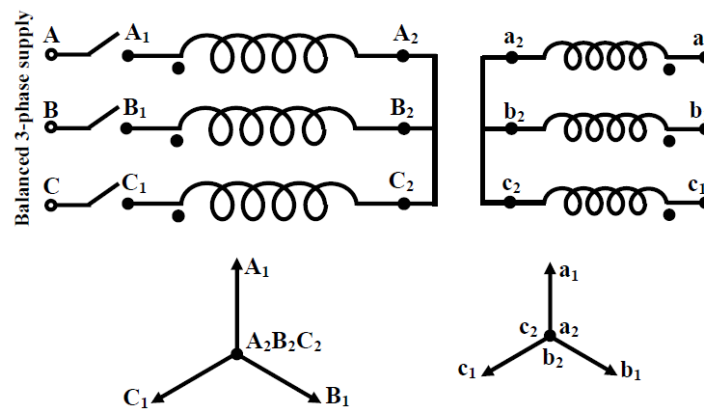 Balanced 3-phase supply
A A₁ A₂ a₂ a
B B₁ B₂ b₂ b
C C₁ C₂ c₂ c₁
A₁ a₁
A₂B₂C₂ c₂ a₂
b₂
C₁ B₁ c₁ b₁